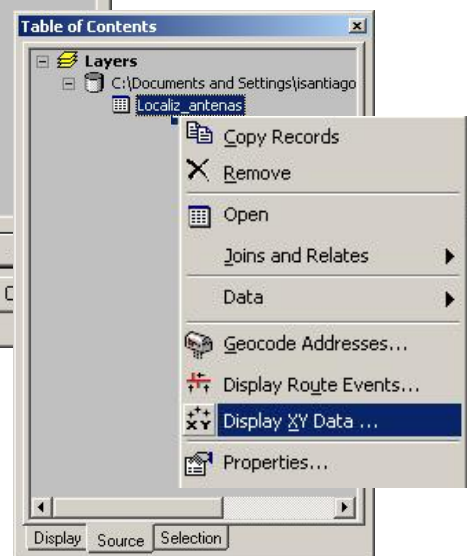 Table of Contents
Layers
C:\Documents and Settings\isantiago
Localiz_antenas
Copy Records
Remove
Open
Joins and Relates
Data
Geocode Addresses...
Display Route Events...
Display XY Data ...
Properties...
Display Source Selection